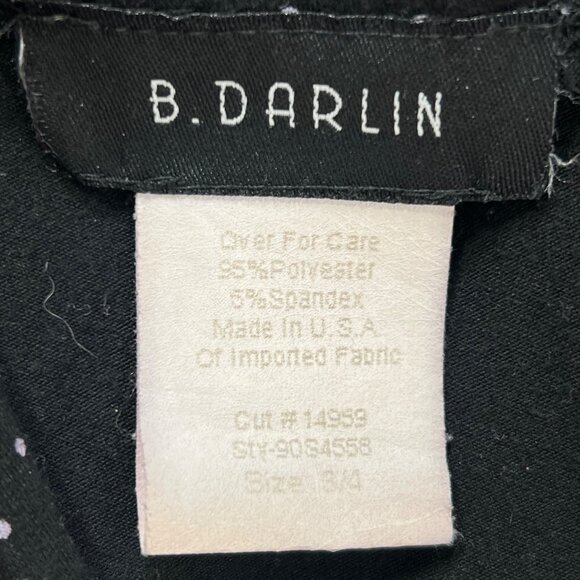 B.DARLIN
Over For Care
95%Polyester
5%Spandex
Made In U.S.A.
Of Imported Fabric
Cut # 14959
Sty-90S4556
Size 3/4